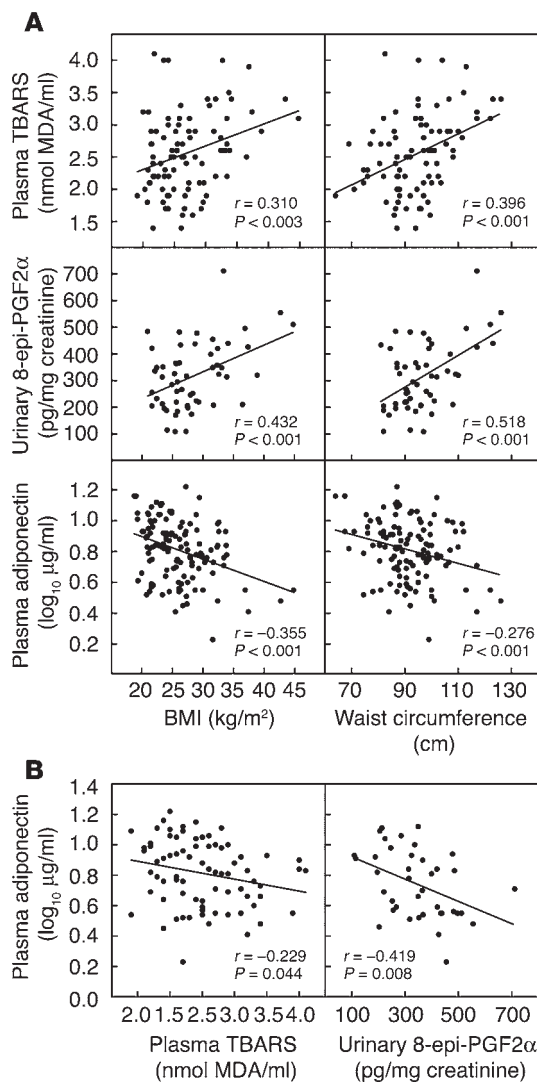 A
Plasma TBARS
(nmol MDA/ml)
4.0
3.5
3.0
2.5
2.0
1.5
r = 0.310
P < 0.003
r = 0.396
P < 0.001
Urinary 8-epi-PGF2α
(pg/mg creatinine)
700
600
500
400
300
200
100
r = 0.432
P < 0.001
r = 0.518
P < 0.001
Plasma adiponectin
(log10 μg/ml)
1.2
1.0
0.8
0.6
0.4
0.2
r = –0.355
P < 0.001
r = –0.276
P < 0.001
20 25 30 35 40 45
70 90 110 130
BMI (kg/m²)
Waist circumference
(cm)
B
Plasma adiponectin
(log10 μg/ml)
1.4
1.2
1.0
0.8
0.6
0.4
0.2
0.0
r = –0.229
P = 0.044
r = –0.419
P = 0.008
2.0 1.5 2.5 3.0 3.5 4.0
100 300 500 700
Plasma TBARS
(nmol MDA/ml)
Urinary 8-epi-PGF2α
(pg/mg creatinine)